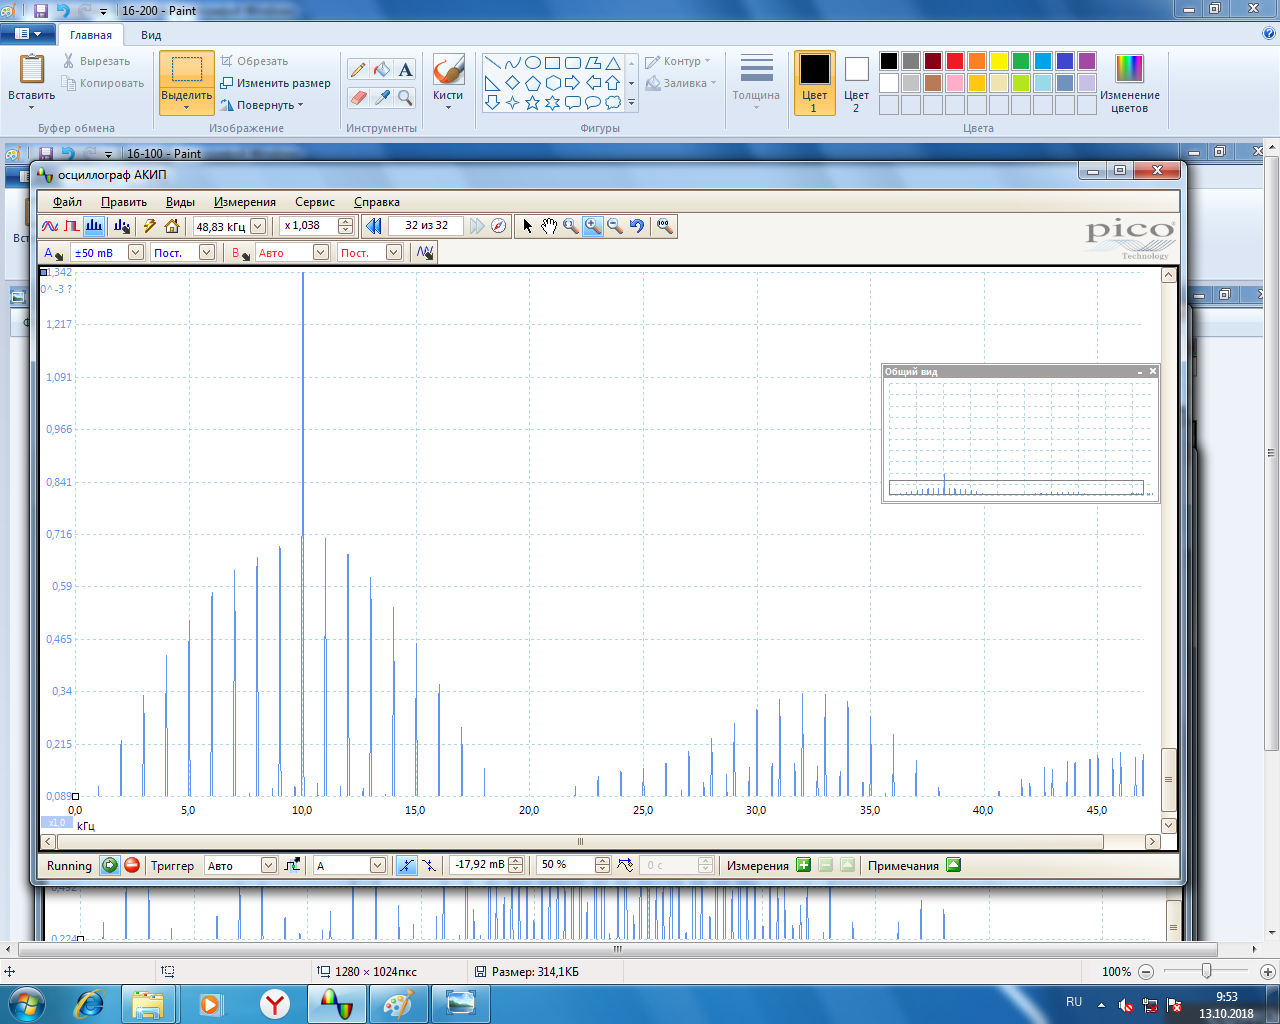 16-200 - Paint
Главная Вид
Вставить
Вырезать
Копировать
Буфер обмена
Выделить
Обрезать
Изменить размер
Повернуть
Изображение
Инструменты
Кисти
Фигуры
Контур
Заливка
Толщина
Цвет 1
Цвет 2
Изменение цветов
Цвета
16-100 - Paint
осциллограф АКИП
Файл Править Виды Измерения Сервис Справка
48,83 кГц x 1,038 32 из 32
A ±50 mВ Пост. B Авто Пост.
pico
Technology
1,342
0^-3 ?
1,217
1,091
0,966
0,841
0,716
0,59
0,465
0,34
0,215
0,089
Общий вид
0,0 5,0 10,0 15,0 20,0 25,0 30,0 35,0 40,0 45,0
x1,0 кГц
Running Триггер Авто A -17,92 mВ 50 % 0 с Измерения Примечания
0,492
0,224
1280 × 1024пкс Размер: 314,1КБ 100%
RU 9:53
13.10.2018